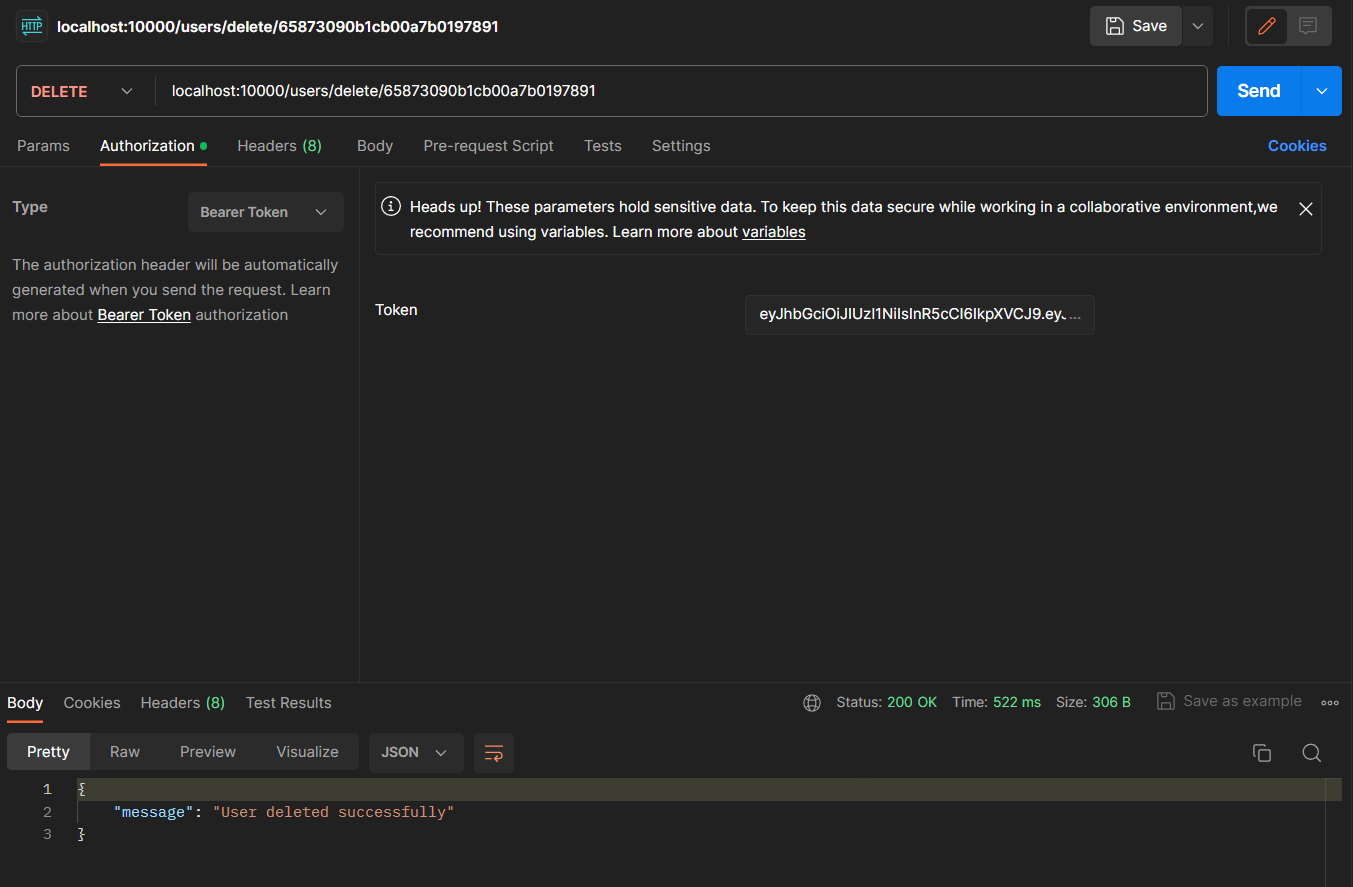 HTTP localhost:10000/users/delete/65873090b1cb00a7b0197891 Save
DELETE localhost:10000/users/delete/65873090b1cb00a7b0197891 Send
Params Authorization Headers (8) Body Pre-request Script Tests Settings Cookies
Type Bearer Token
The authorization header will be automatically
generated when you send the request. Learn
more about Bearer Token authorization
Heads up! These parameters hold sensitive data. To keep this data secure while working in a collaborative environment,we
recommend using variables. Learn more about variables
Token eyJhbGciOiJIUzI1NiIsInR5cCI6IkpXVCJ9.eyJ...
Body Cookies Headers (8) Test Results Status: 200 OK Time: 522 ms Size: 306 B Save as example
Pretty Raw Preview Visualize JSON
1 {
2 "message": "User deleted successfully"
3 }